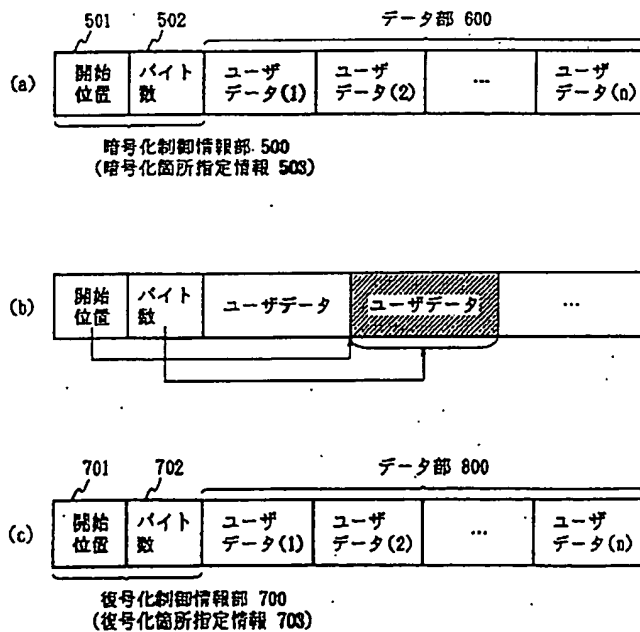 501 502 データ部 600
(a) 開始 バイト ユーザ ユーザ … ユーザ
位置 数 データ(1) データ(2) データ(n)
暗号化制御情報部 500
(暗号化箇所指定情報 503)
(b) 開始 バイト ユーザデータ ユーザデータ …
位置 数
701 702 データ部 800
(c) 開始 バイト ユーザ ユーザ … ユーザ
位置 数 データ(1) データ(2) データ(n)
復号化制御情報部 700
(復号化箇所指定情報 703)